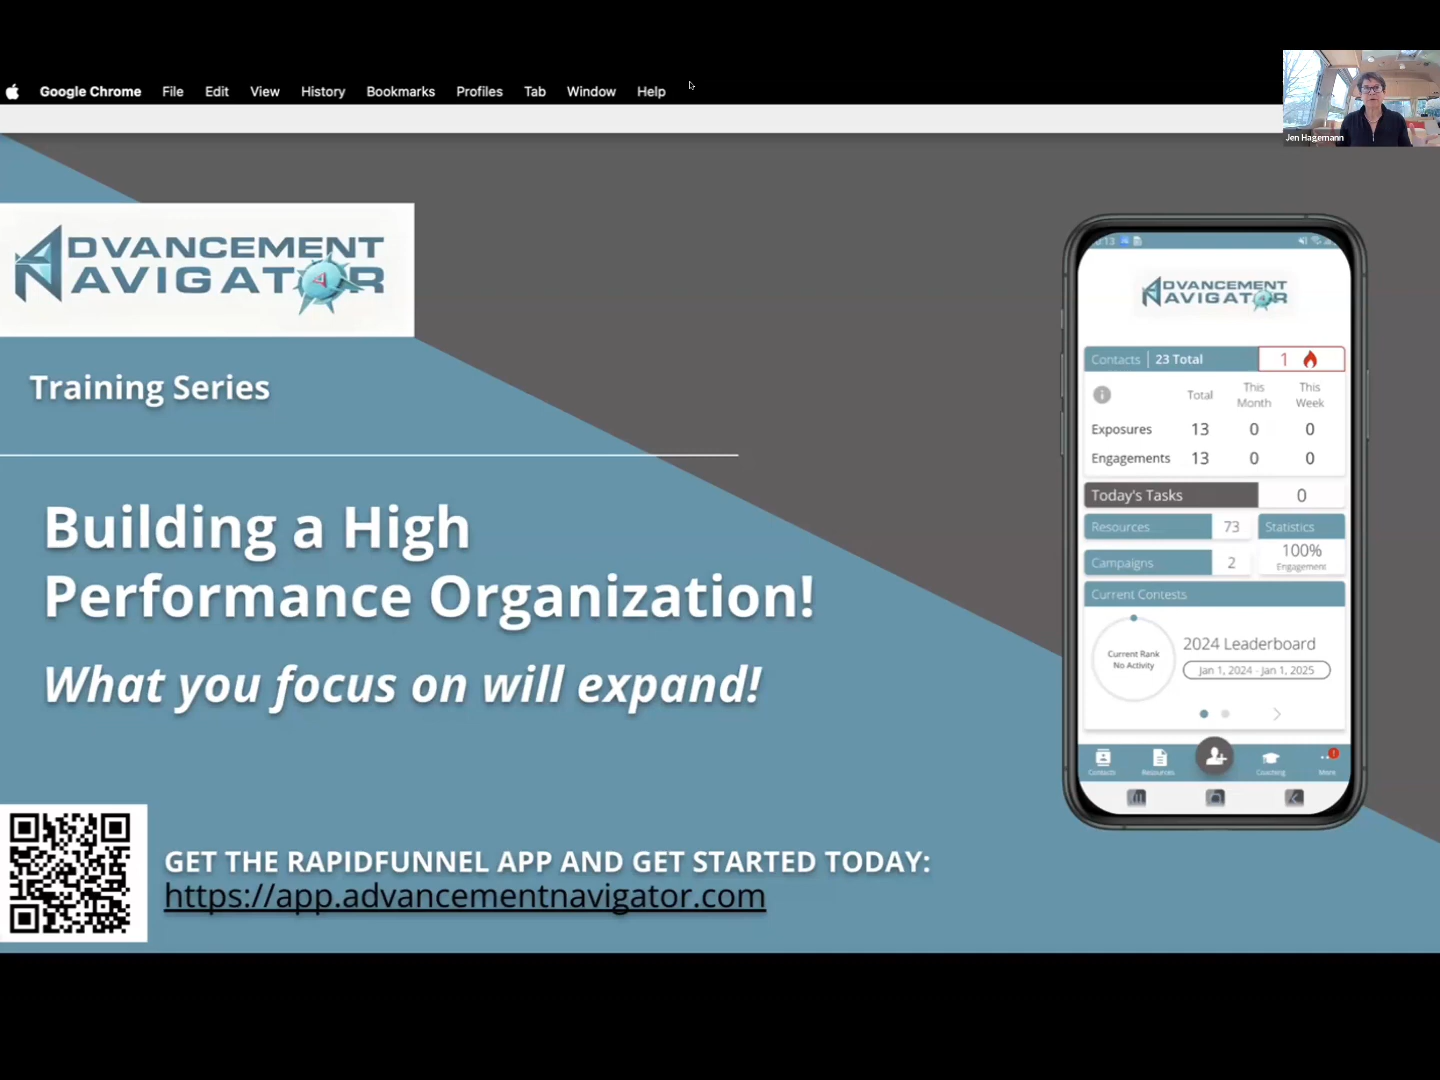 Google Chrome File Edit View History Bookmarks Profiles Tab Window Help
Jen Hagemann
ADVANCEMENT
NAVIGATOR
Training Series
Building a High
Performance Organization!
What you focus on will expand!
GET THE RAPIDFUNNEL APP AND GET STARTED TODAY:
https://app.advancementnavigator.com
ADVANCEMENT
NAVIGATOR
Contacts | 23 Total 1
Total This Month This Week
Exposures 13 0 0
Engagements 13 0 0
Today's Tasks 0
Resources 73 Statistics
100%
Engagement
Campaigns 2
Current Contests
Current Rank
No Activity
2024 Leaderboard
Jan 1, 2024 - Jan 1, 2025
Contacts Resources Coaching More